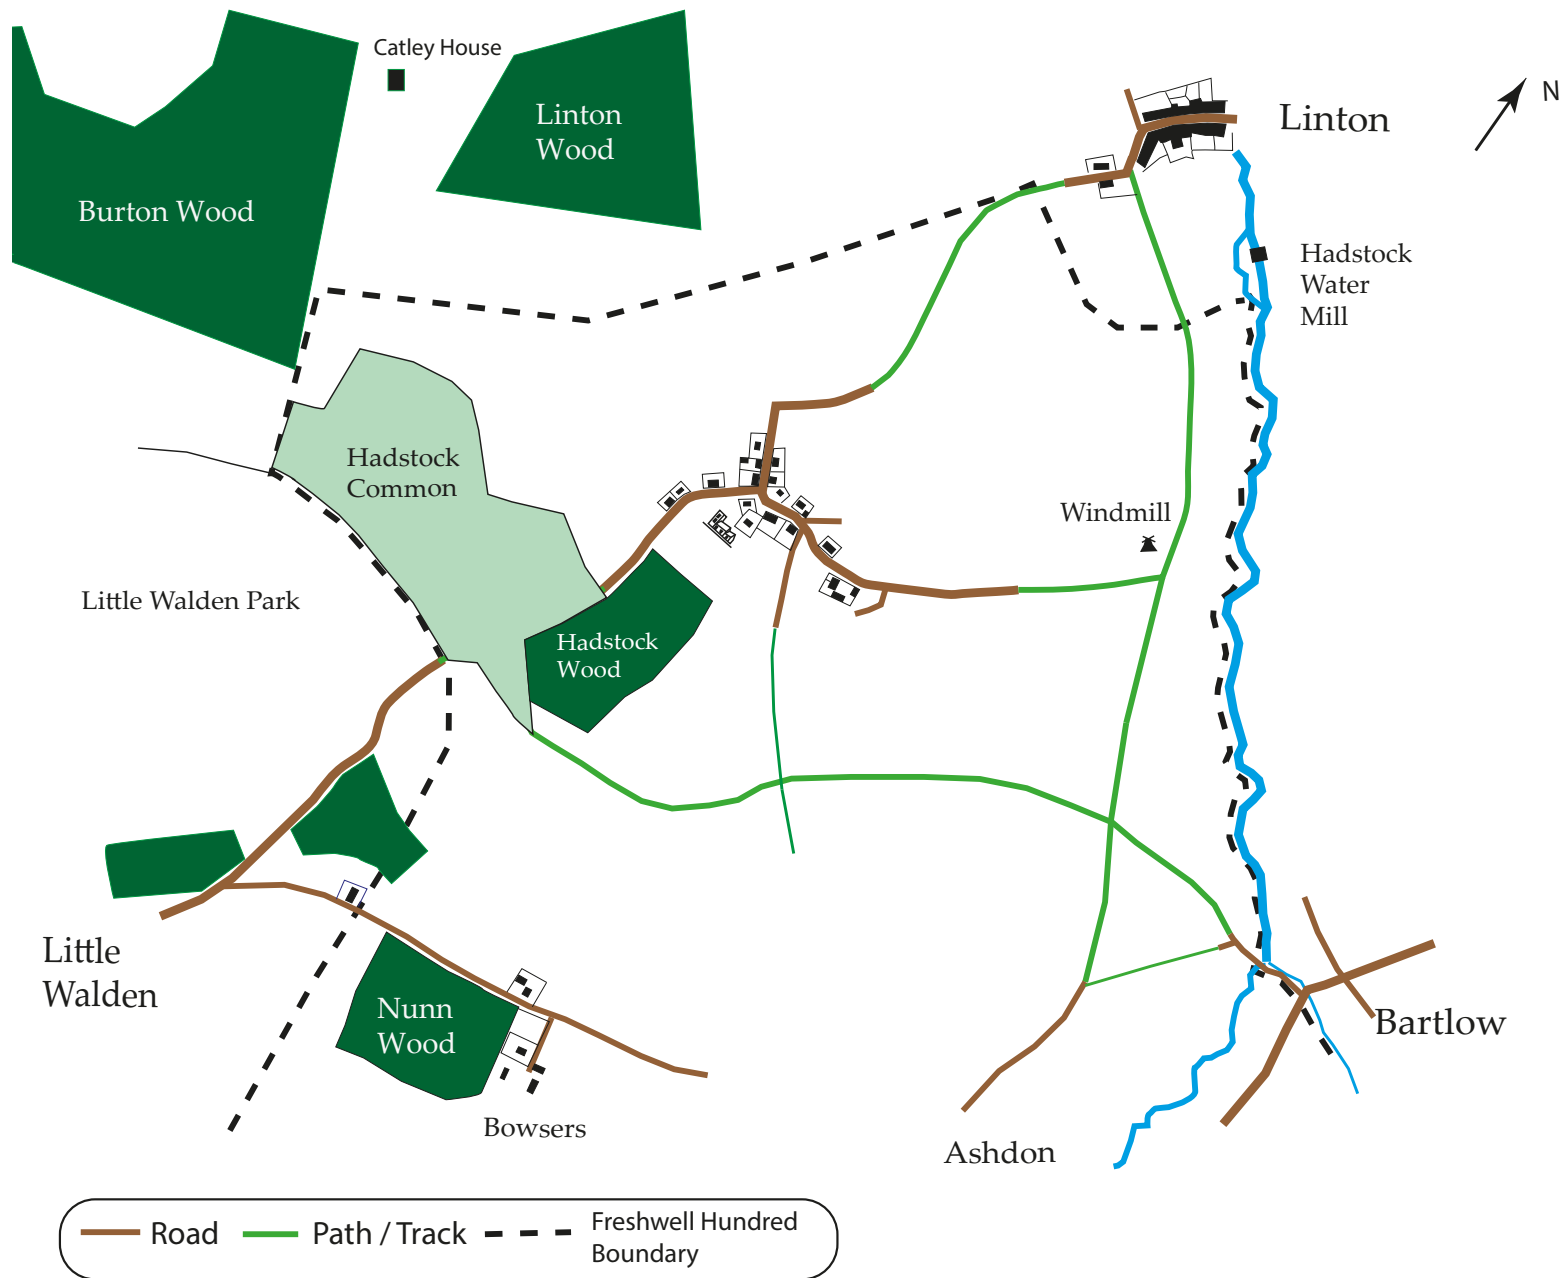 Catley House
Linton
Wood
Linton
N
Burton Wood
Hadstock
Water
Mill
Hadstock
Common
Windmill
Little Walden Park
Hadstock
Wood
Little
Walden
Nunn
Wood
Bartlow
Bowsers
Ashdon
Road
Path / Track
Freshwell Hundred
Boundary